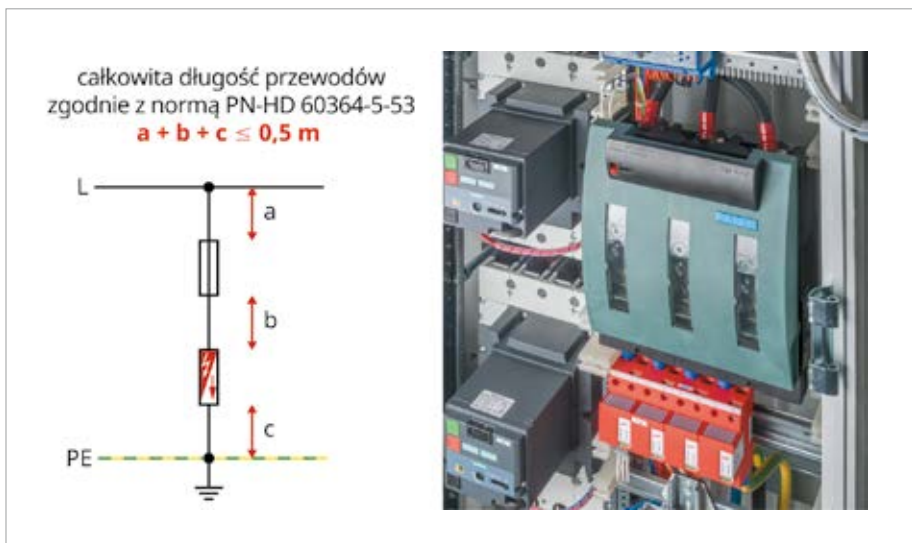 całkowita długość przewodów
zgodnie z normą PN-HD 60364-5-53
a + b + c ≤ 0,5 m
L
a
b
c
PE